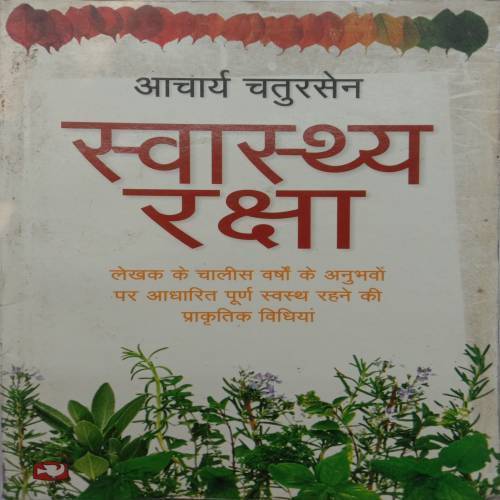 आचार्य चतुरसेन
स्वास्थ्य
रक्षा
लेखक के चालीस वर्षों के अनुभवों
पर आधारित पूर्ण स्वस्थ रहने की
प्राकृतिक विधियां